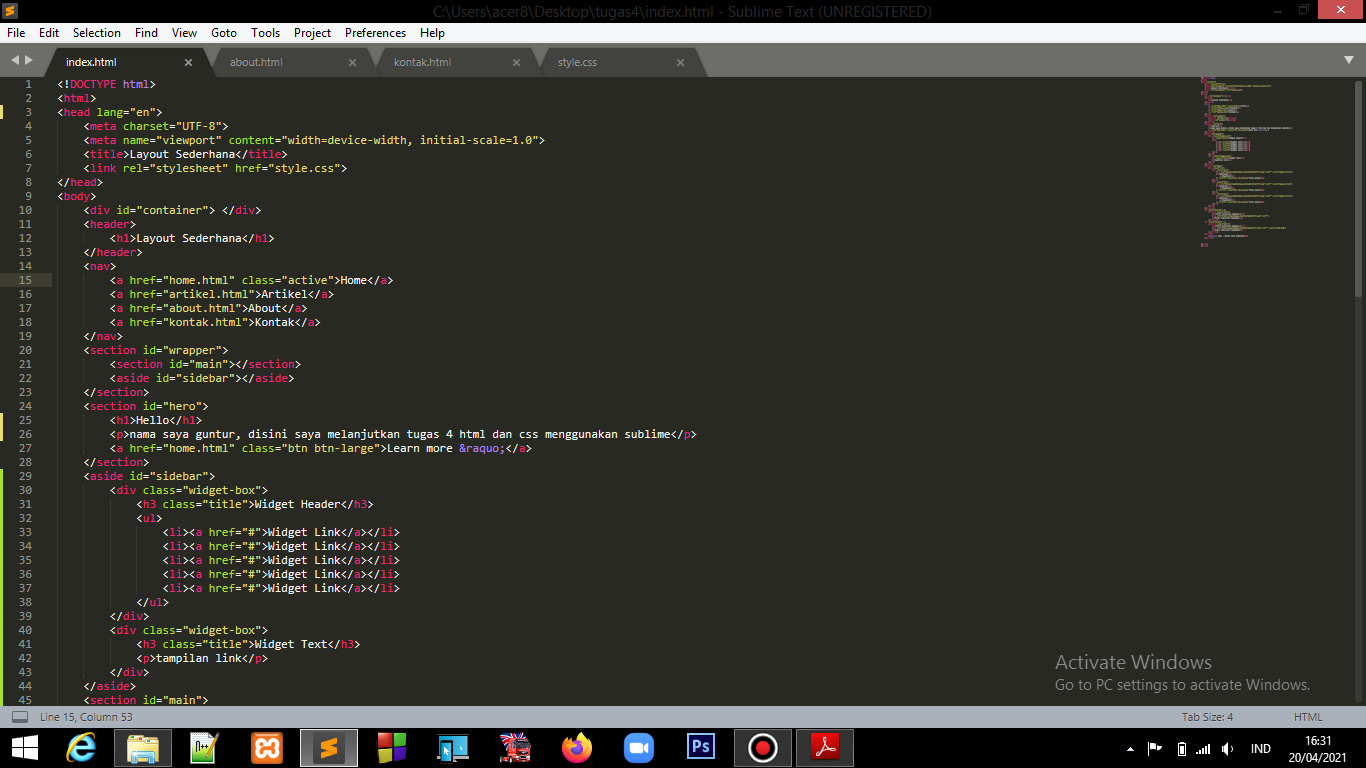 C:\Users\acer8\Desktop\tugas4\index.html - Sublime Text (UNREGISTERED)
File Edit Selection Find View Goto Tools Project Preferences Help
index.html about.html kontak.html style.css
1 <!DOCTYPE html>
2 <html>
3 <head lang="en">
4 <meta charset="UTF-8">
5 <meta name="viewport" content="width=device-width, initial-scale=1.0">
6 <title>Layout Sederhana</title>
7 <link rel="stylesheet" href="style.css">
8 </head>
9 <body>
10 <div id="container"> </div>
11 <header>
12 <h1>Layout Sederhana</h1>
13 </header>
14 <nav>
15 <a href="home.html" class="active">Home</a>
16 <a href="artikel.html">Artikel</a>
17 <a href="about.html">About</a>
18 <a href="kontak.html">Kontak</a>
19 </nav>
20 <section id="wrapper">
21 <section id="main"></section>
22 <aside id="sidebar"></aside>
23 </section>
24 <section id="hero">
25 <h1>Hello</h1>
26 <p>nama saya guntur, disini saya melanjutkan tugas 4 html dan css menggunakan sublime</p>
27 <a href="home.html" class="btn btn-large">Learn more &raquo;</a>
28 </section>
29 <aside id="sidebar">
30 <div class="widget-box">
31 <h3 class="title">Widget Header</h3>
32 <ul>
33 <li><a href="#">Widget Link</a></li>
34 <li><a href="#">Widget Link</a></li>
35 <li><a href="#">Widget Link</a></li>
36 <li><a href="#">Widget Link</a></li>
37 <li><a href="#">Widget Link</a></li>
38 </ul>
39 </div>
40 <div class="widget-box">
41 <h3 class="title">Widget Text</h3>
42 <p>tampilan link</p>
43 </div>
44 </aside>
45 <section id="main">
Activate Windows
Go to PC settings to activate Windows.
Line 15, Column 53 Tab Size: 4 HTML
Ps
IND
16:31
20/04/2021